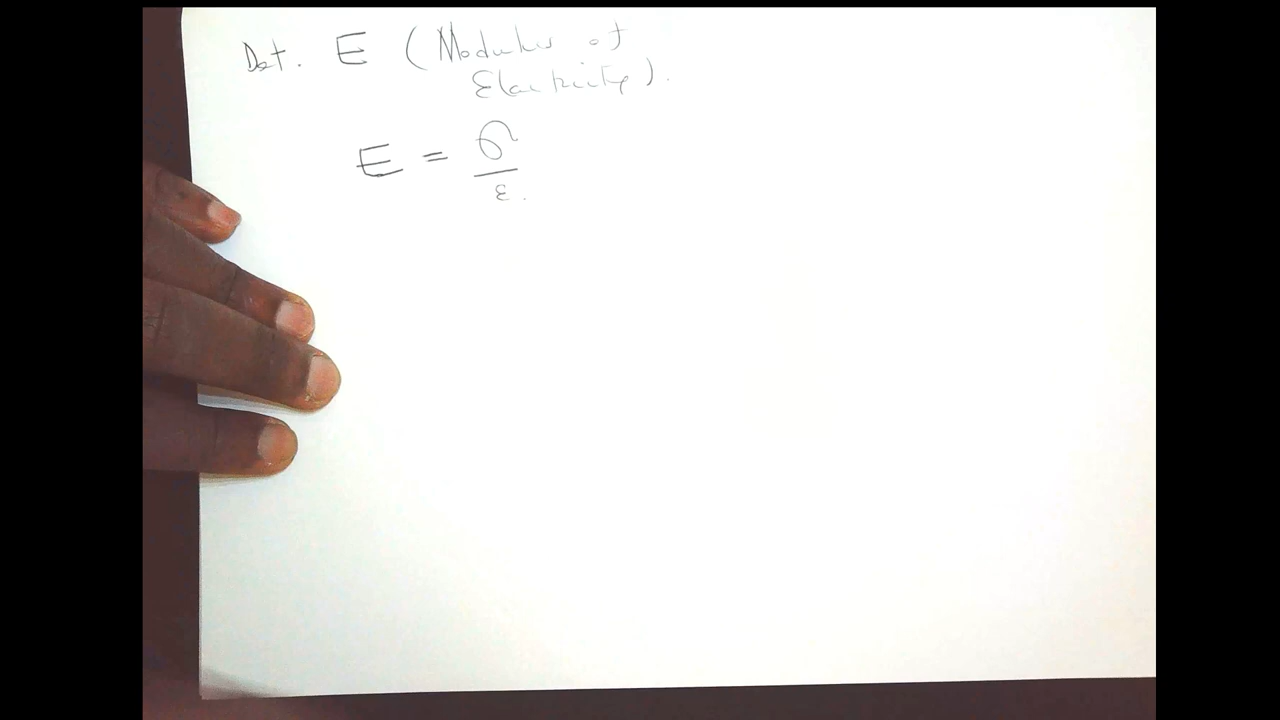 Det. E (Modulus of
Elasticity).
E = σ
ε.